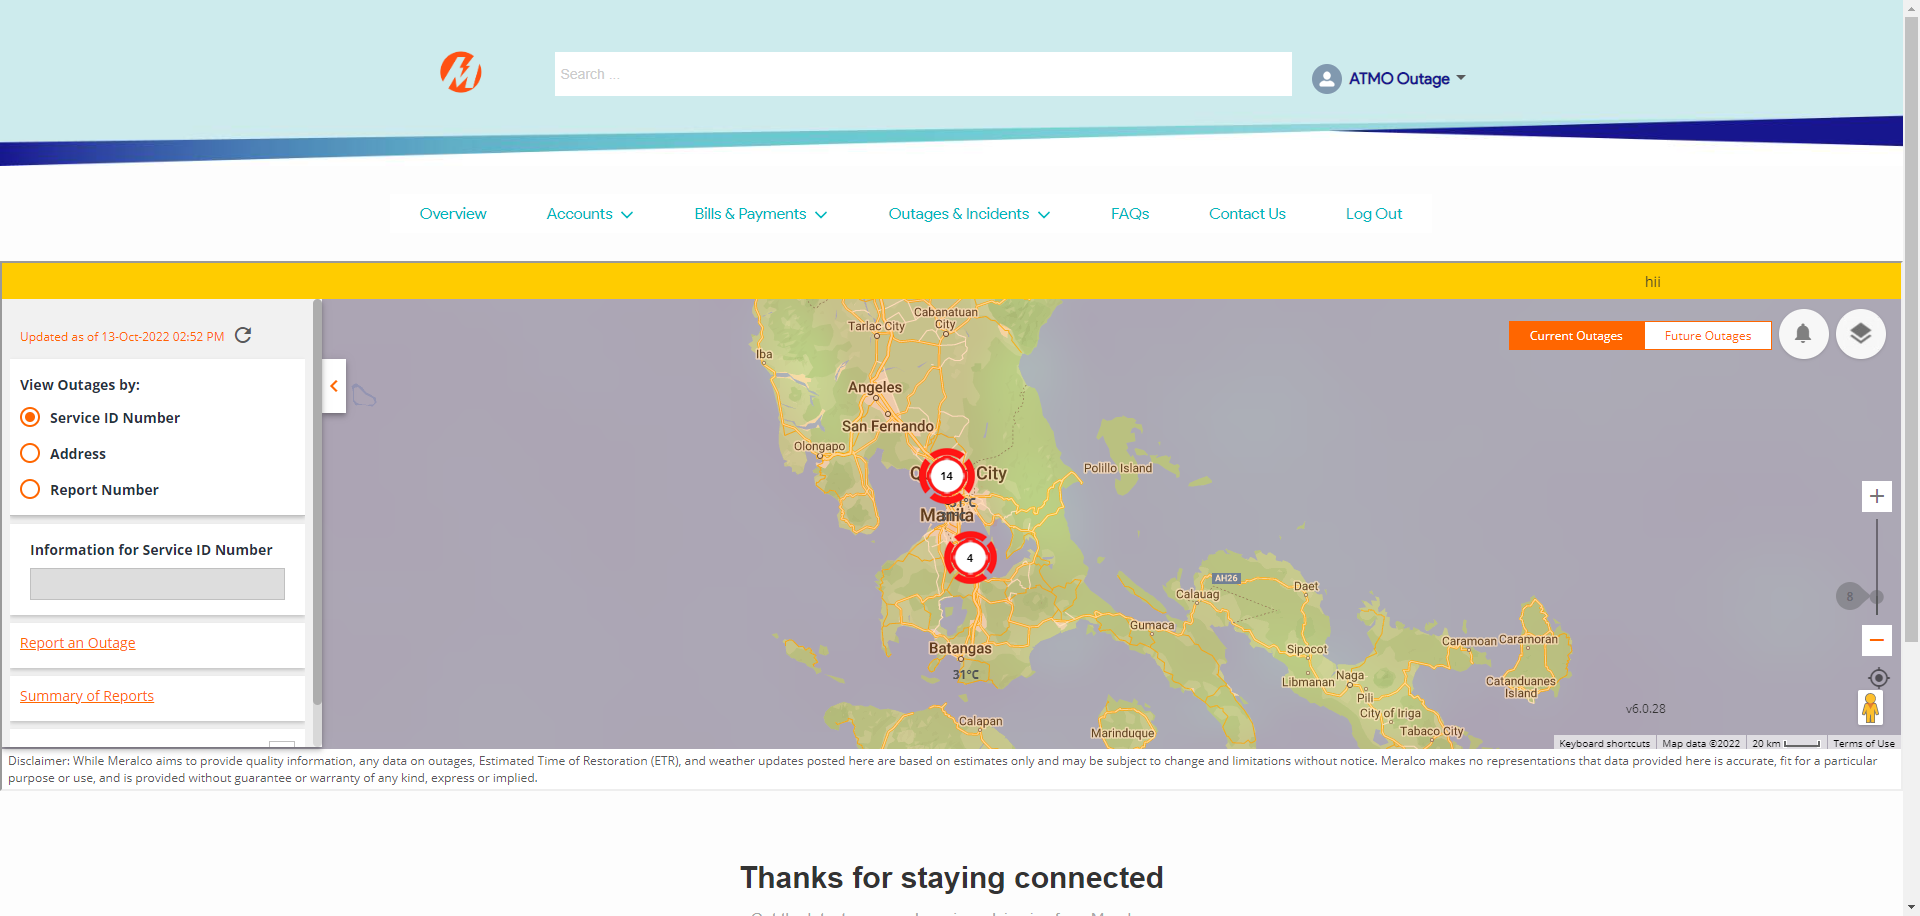 Search ...
ATMO Outage
Overview
Accounts
Bills & Payments
Outages & Incidents
FAQs
Contact Us
Log Out
hii
Updated as of 13-Oct-2022 02:52 PM
View Outages by:
Service ID Number
Address
Report Number
Information for Service ID Number
Report an Outage
Summary of Reports
Current Outages
Future Outages
Cabanatuan
City
Tarlac City
Iba
Angeles
San Fernando
Olongapo
City
14
Polillo Island
Manila
4
AH26
Daet
Calauag
Gumaca
Caramoan
Caramoran
Batangas
Sipocot
31°C
Naga
Libmanan
Catanduanes
Island
Pili
City of Iriga
Calapan
Marinduque
Tabaco City
8
v6.0.28
Keyboard shortcuts
Map data ©2022
20 km
Terms of Use
Disclaimer: While Meralco aims to provide quality information, any data on outages, Estimated Time of Restoration (ETR), and weather updates posted here are based on estimates only and may be subject to change and limitations without notice. Meralco makes no representations that data provided here is accurate, fit for a particular
purpose or use, and is provided without guarantee or warranty of any kind, express or implied.
Thanks for staying connected